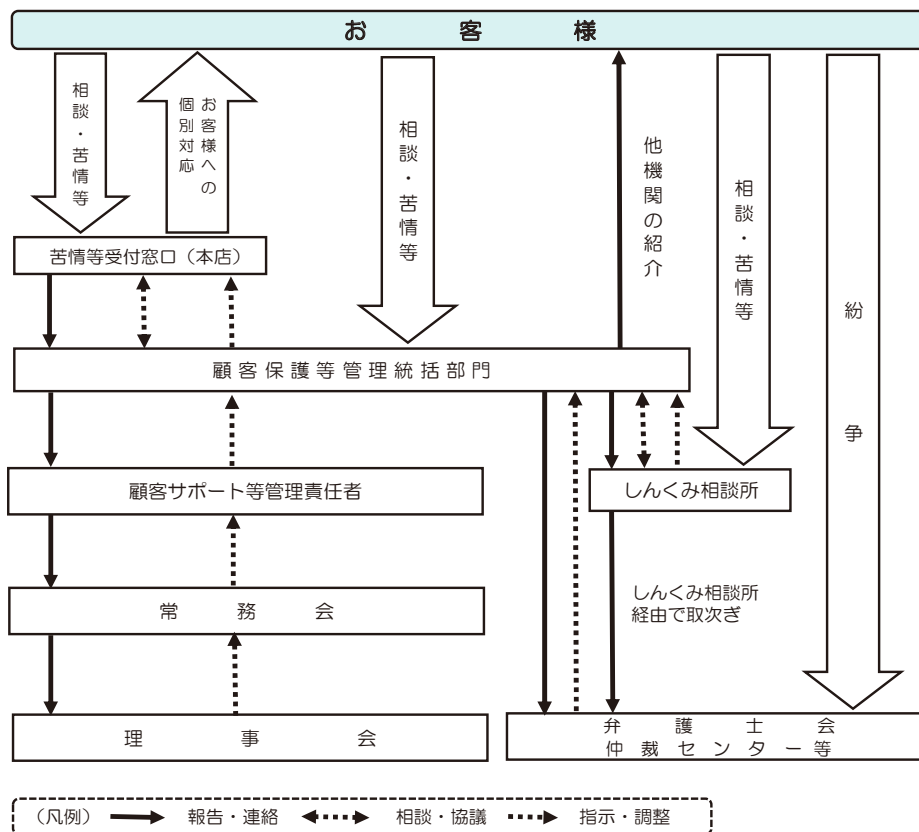 お客様
相談・苦情等
お客様への
個別対応
相談・苦情等
他機関の紹介
相談・苦情等
紛争
苦情等受付窓口（本店）
顧客保護等管理統括部門
顧客サポート等管理責任者
しんくみ相談所
常務会
しんくみ相談所
経由で取次ぎ
理事会
弁護士会
仲裁センター等
（凡例） 報告・連絡 相談・協議 指示・調整